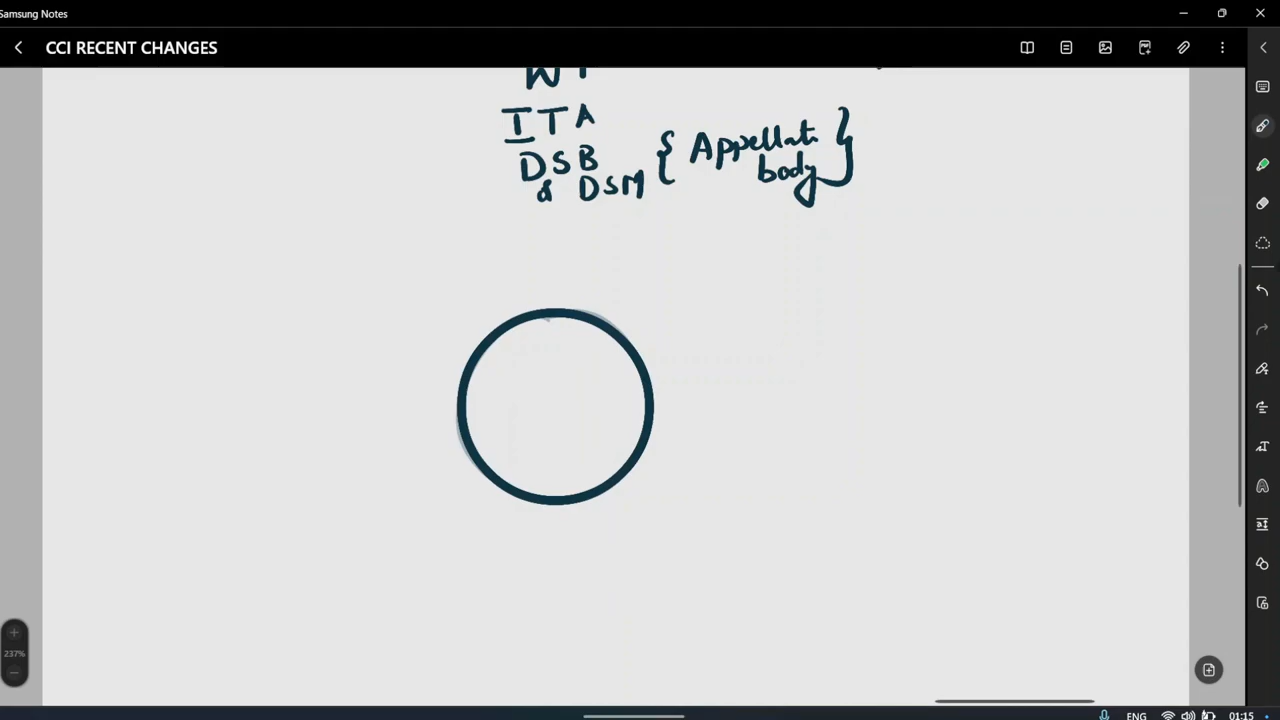 Samsung Notes
CCI RECENT CHANGES
ITA
DSB { Appellate
& DSM body }
237%
ENG 01:15